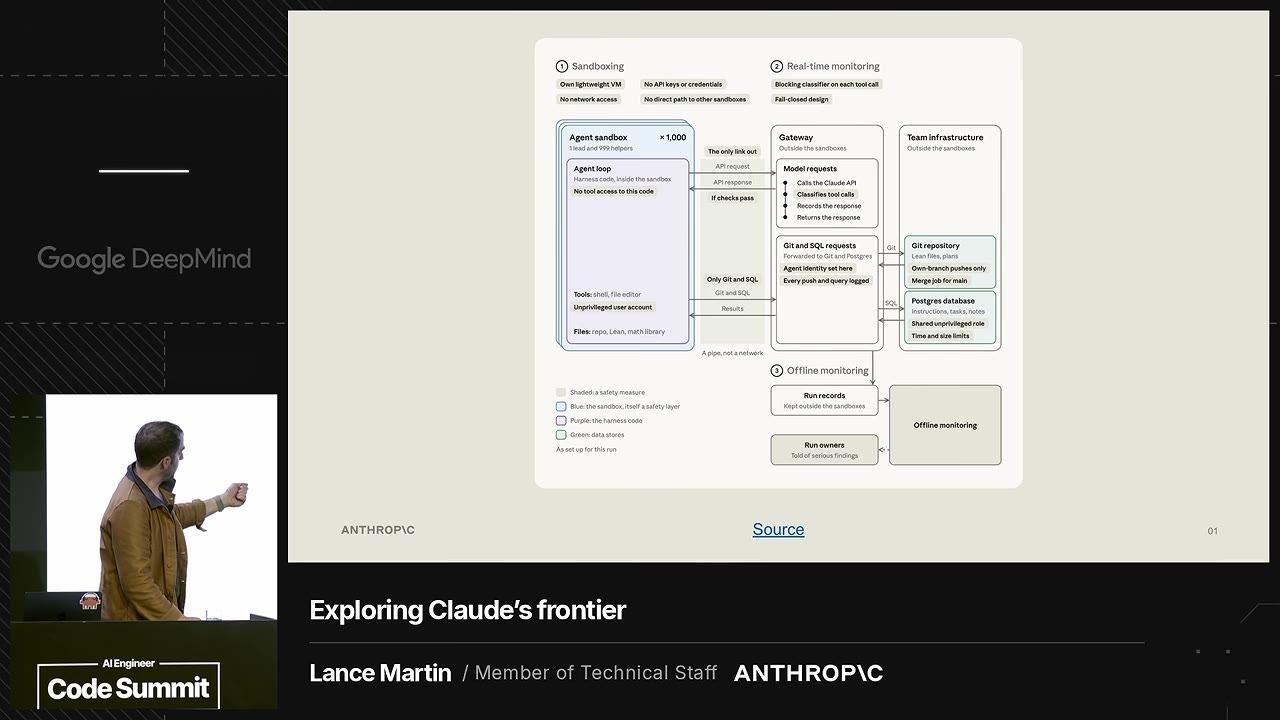 Google DeepMind
1 Sandboxing
Own lightweight VM
No API keys or credentials
No network access
No direct path to other sandboxes
2 Real-time monitoring
Blocking classifier on each tool call
Fail-closed design
Agent sandbox × 1,000
1 lead and 999 helpers
Agent loop
Harness code, inside the sandbox
No tool access to this code
Tools: shell, file editor
Unprivileged user account
Files: repo, Lean, math library
The only link out
API request
API response
If checks pass
Only Git and SQL
Git and SQL
Results
A pipe, not a network
Gateway
Outside the sandboxes
Model requests
Calls the Claude API
Classifies tool calls
Records the response
Returns the response
Git and SQL requests
Forwarded to Git and Postgres
Agent identity set here
Every push and query logged
Git
SQL
Team infrastructure
Outside the sandboxes
Git repository
Lean files, plans
Own-branch pushes only
Merge job for main
Postgres database
Instructions, tasks, notes
Shared unprivileged role
Time and size limits
3 Offline monitoring
Run records
Kept outside the sandboxes
Offline monitoring
Run owners
Told of serious findings
Shaded: a safety measure
Blue: the sandbox, itself a safety layer
Purple: the harness code
Green: data stores
As set up for this run
ANTHROP\C
Source
01
Exploring Claude's frontier
Lance Martin / Member of Technical Staff ANTHROP\C
AI Engineer
Code Summit